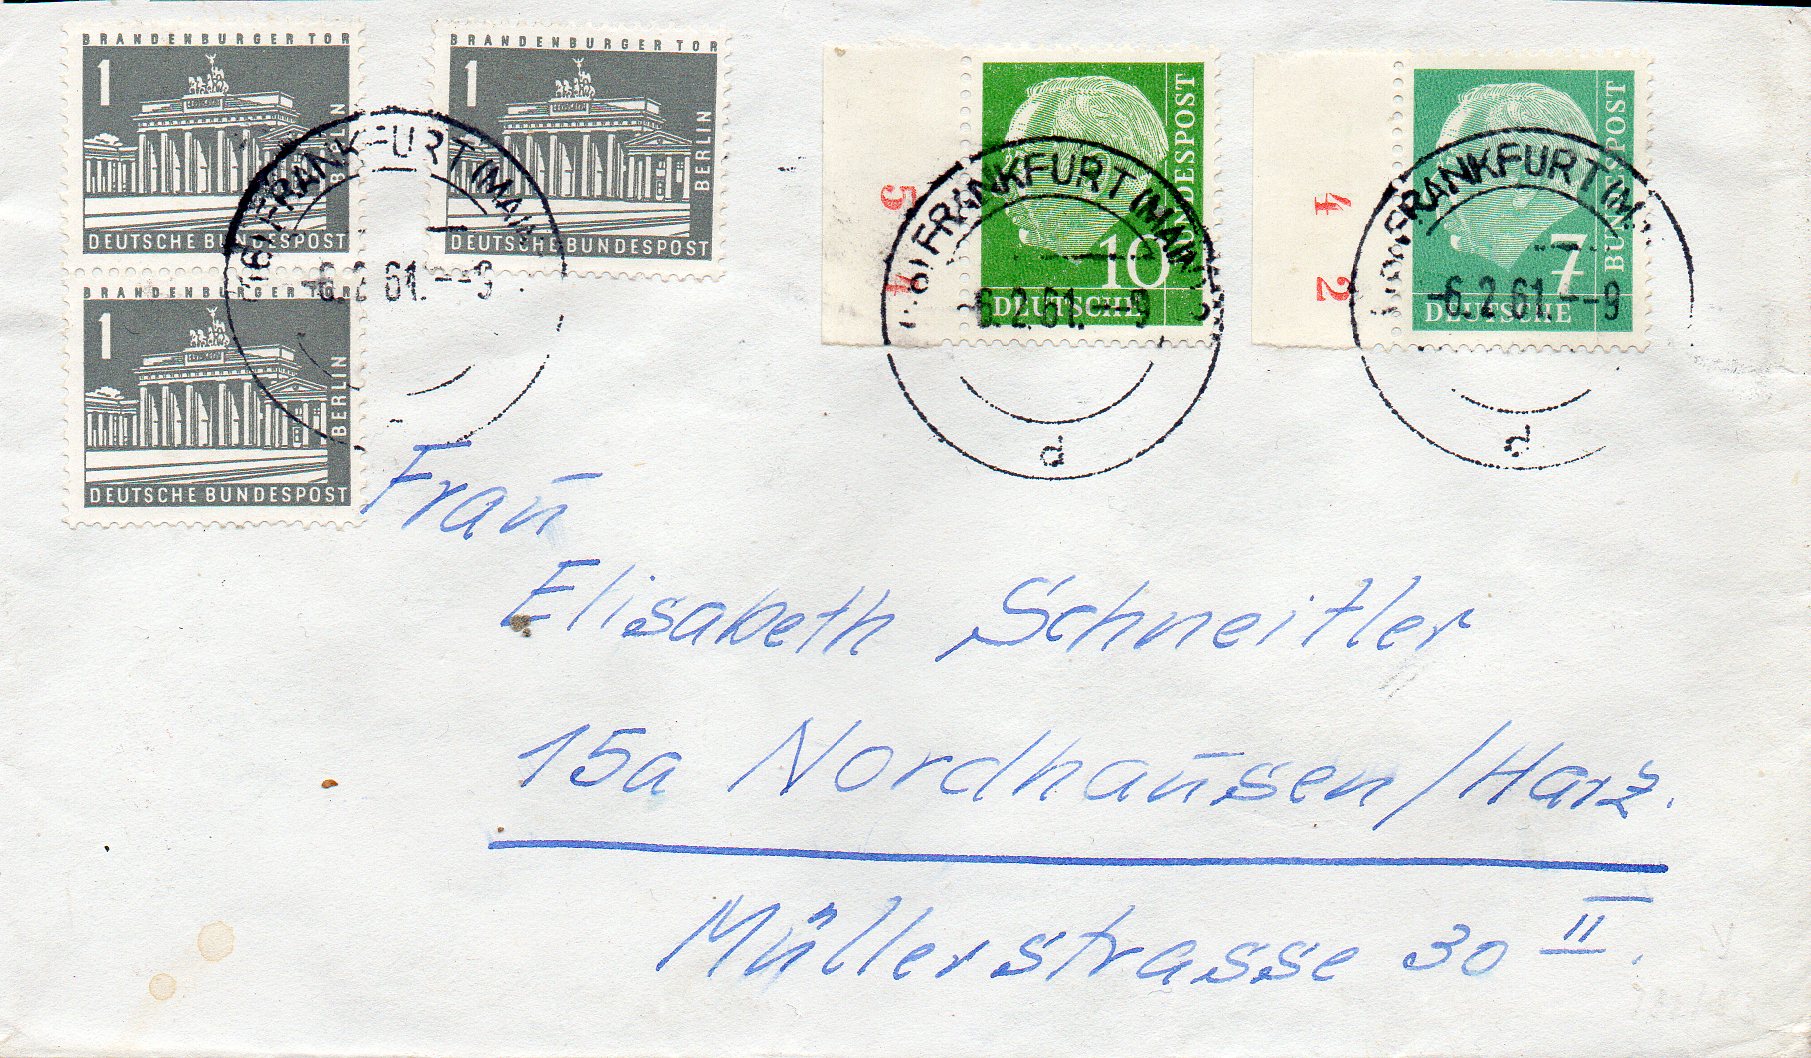 BRANDENBURGER TOR
1
BERLIN
DEUTSCHE BUNDESPOST
BRANDENBURGER TOR
1
BERLIN
DEUTSCHE BUNDESPOST
BRANDENBURGER TOR
1
BERLIN
DEUTSCHE BUNDESPOST
FRANKFURT (MAIN)
-6.2.61.--9
5
10
DEUTSCHE
BUNDESPOST
FRANKFURT (MAIN)
-6.2.61.--9
d
4
2
7
DEUTSCHE
BUNDESPOST
FRANKFURT (M
-6.2.61.--9
Frau
Elisabeth Schneitler
15a Nordhausen/Harz.
Müllerstrasse 30 II.